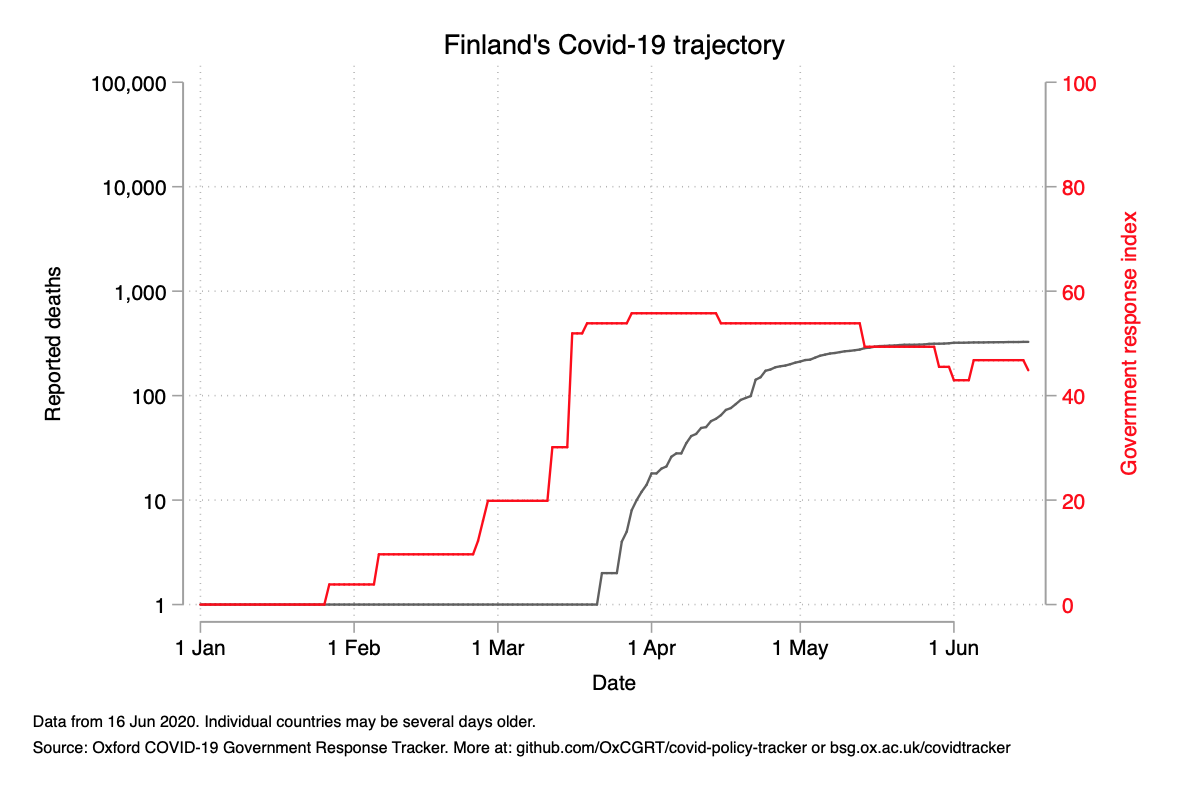 Finland's Covid-19 trajectory
100,000
10,000
1,000
100
10
1
Reported deaths
100
80
60
40
20
0
Government response index
1 Jan
1 Feb
1 Mar
1 Apr
1 May
1 Jun
Date
Data from 16 Jun 2020. Individual countries may be several days older.
Source: Oxford COVID-19 Government Response Tracker. More at: github.com/OxCGRT/covid-policy-tracker or bsg.ox.ac.uk/covidtracker